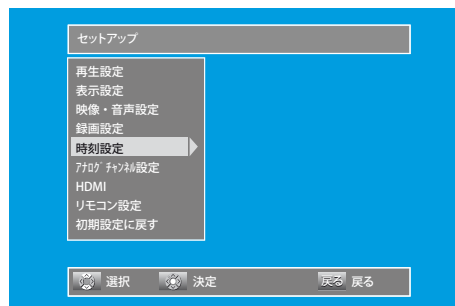 セットアップ
再生設定
表示設定
映像・音声設定
録画設定
時刻設定
ｱﾅﾛｸﾞ ﾁｬﾝﾈﾙ設定
HDMI
リモコン設定
初期設定に戻す
選択 決定 戻る 戻る